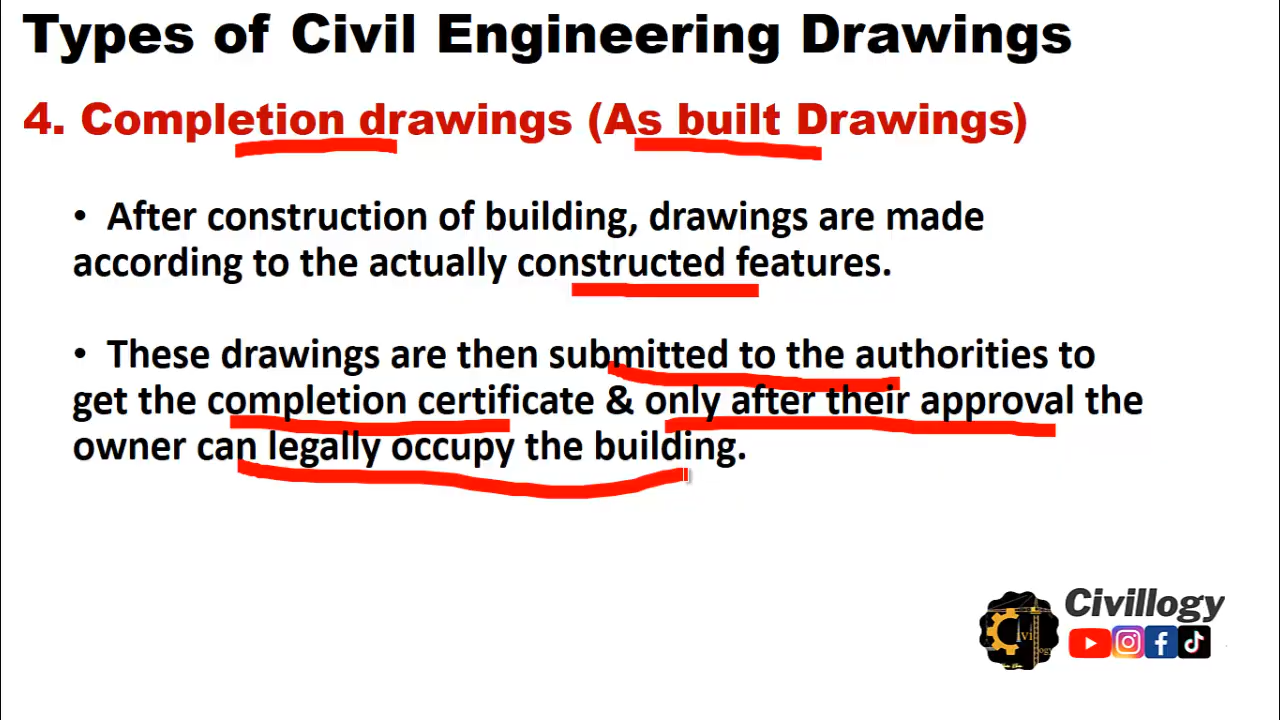 Types of Civil Engineering Drawings
4. Completion drawings (As built Drawings)
• After construction of building, drawings are made
according to the actually constructed features.
• These drawings are then submitted to the authorities to
get the completion certificate & only after their approval the
owner can legally occupy the building.
Civillogy